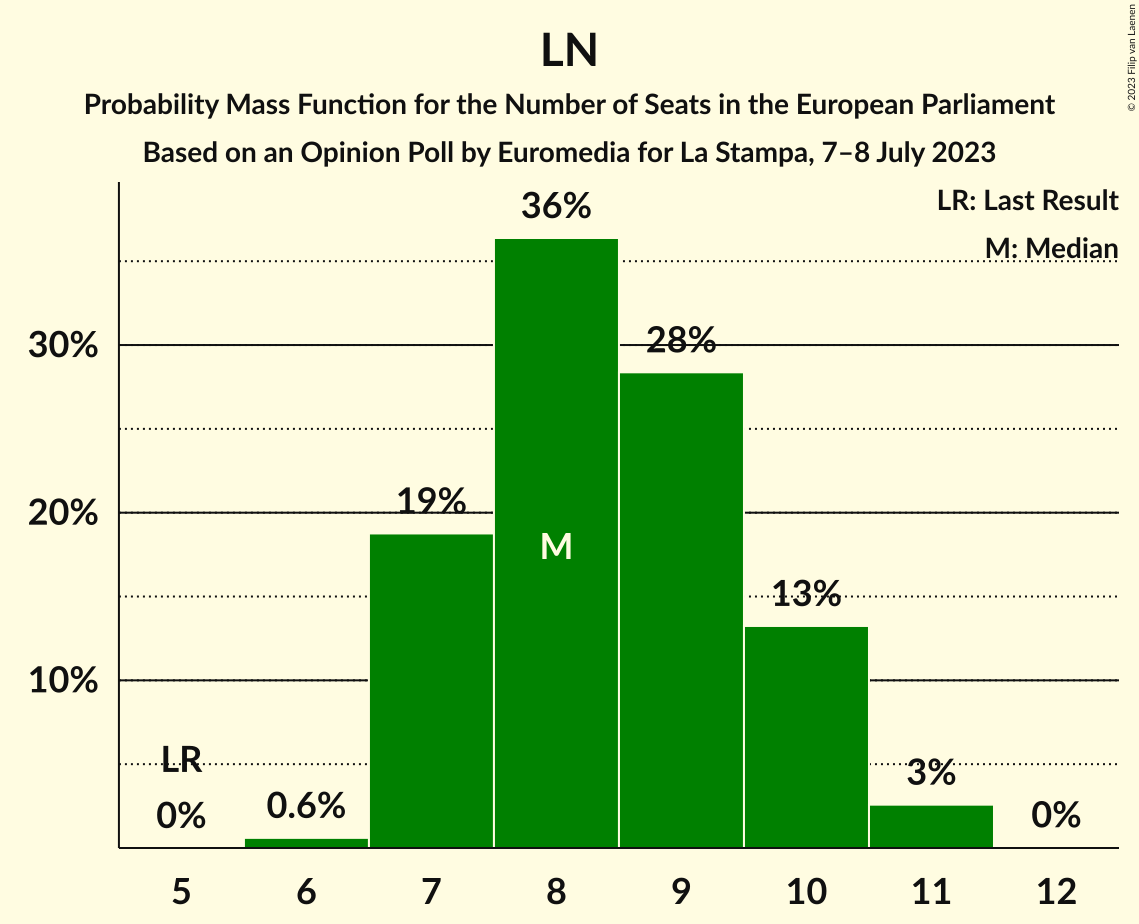 LN
Probability Mass Function for the Number of Seats in the European Parliament
Based on an Opinion Poll by Euromedia for La Stampa, 7–8 July 2023
© 2023 Filip van Laenen
LR: Last Result
M: Median
36%
30%
28%
20%
19%
M
13%
10%
LR
3%
0%
0.6%
0%
5 6 7 8 9 10 11 12